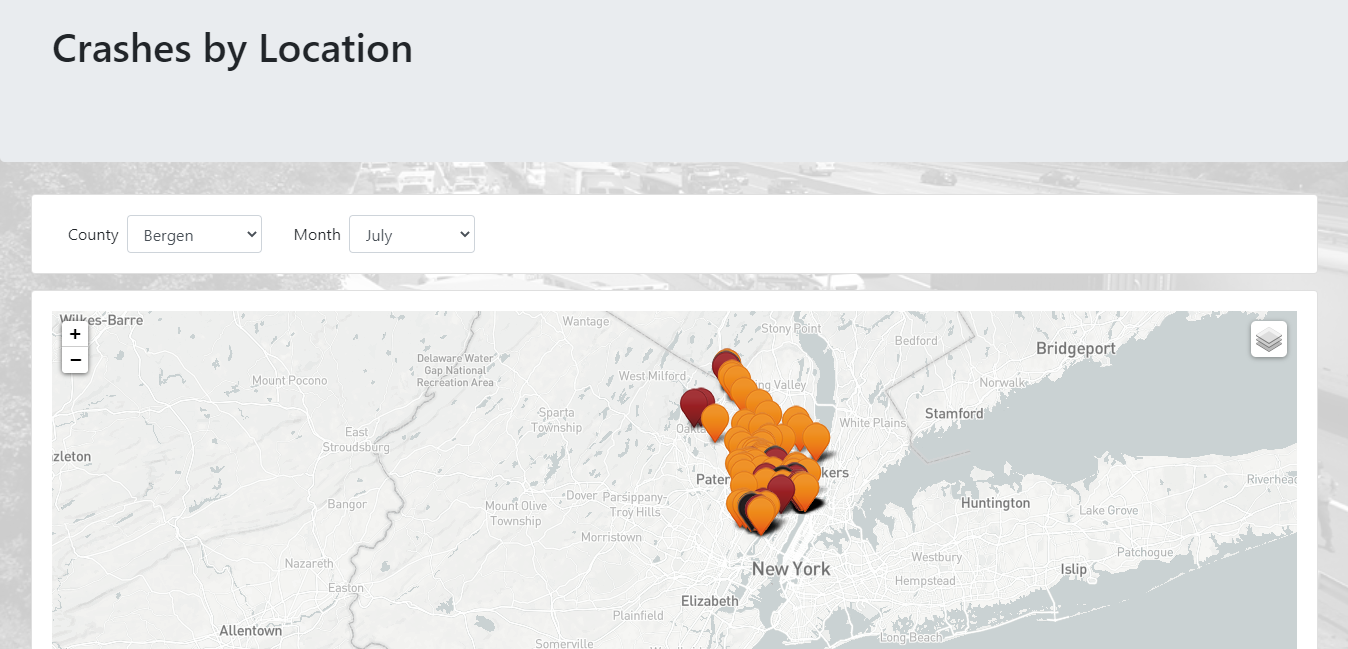 Crashes by Location
County
Bergen
Month
July
+
−
Wilkes-Barre
Wantage
Stony Point
Bedford
Bridgeport
Delaware Water
Gap National
Recreation Area
Mount Pocono
West Milford
ing Valley
Norwalk
Sparta
Township
Stamford
East
Stroudsburg
White Plains
zleton
Pater
kers
Riverhead
Dover
Parsippany-
Troy Hills
Bangor
Mount Olive
Township
Huntington
Lake Grove
Morristown
Patchogue
Nazareth
New York
Westbury
Islip
Easton
Hempstead
Elizabeth
Plainfield
Allentown
Long Beach
Somerville